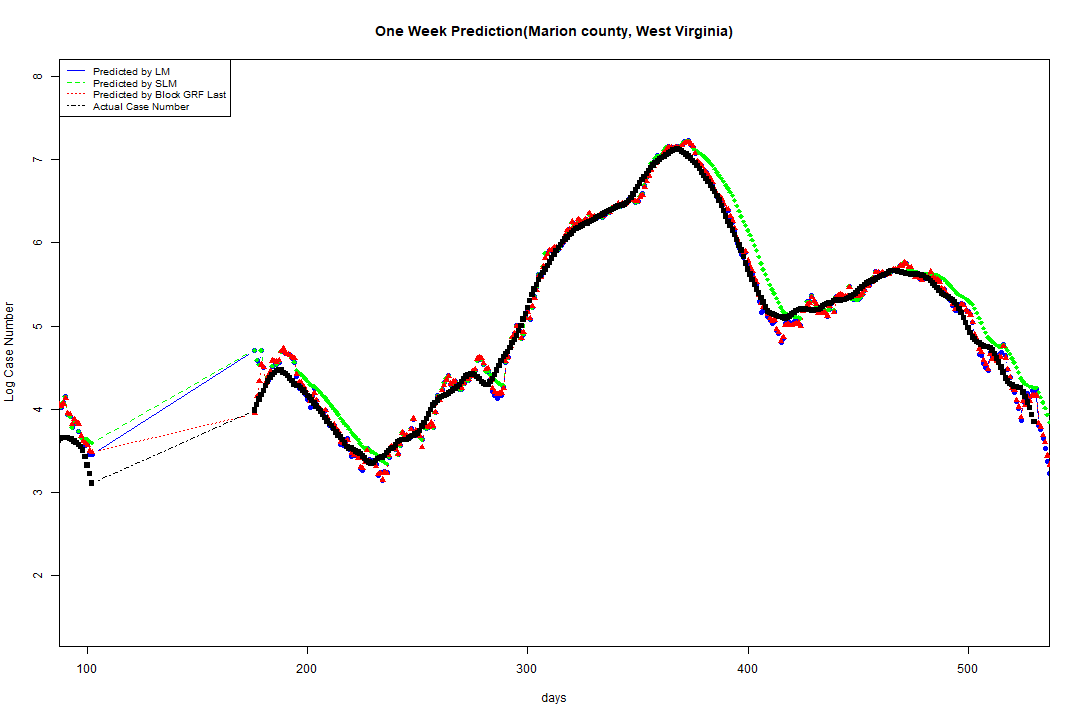 One Week Prediction(Marion county, West Virginia)
Predicted by LM
Predicted by SLM
Predicted by Block GRF Last
Actual Case Number
8
7
6
5
4
3
2
Log Case Number
100 200 300 400 500
days